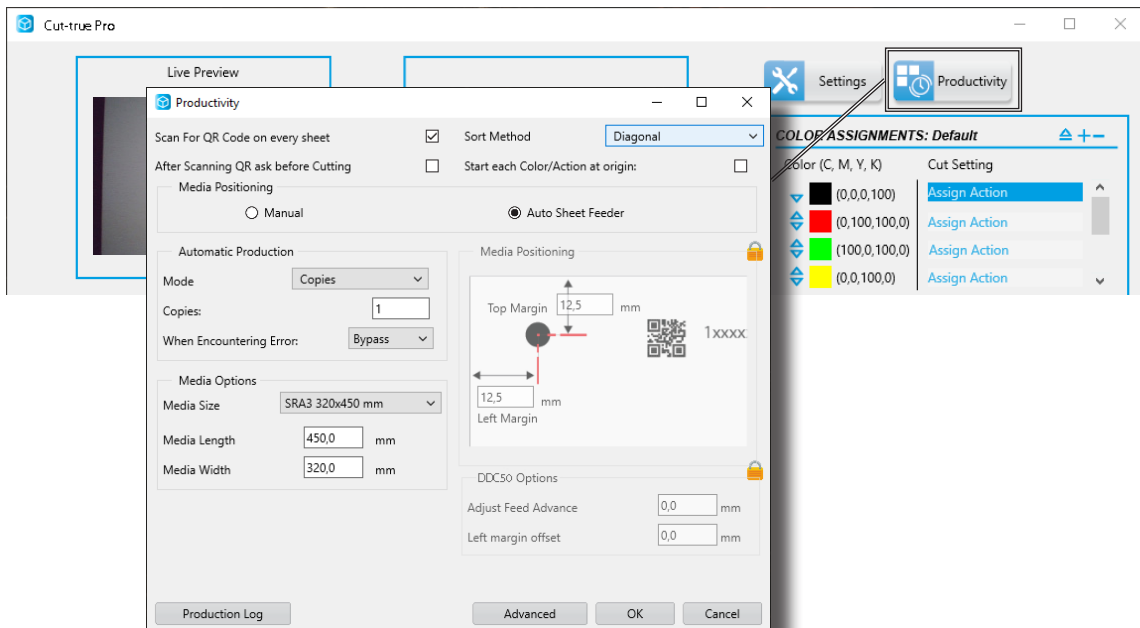 Cut-true Pro
Live Preview
Settings
Productivity
COLOR ASSIGNMENTS: Default
Color (C, M, Y, K)
Cut Setting
(0,0,0,100)
Assign Action
(0,100,100,0)
Assign Action
(100,0,100,0)
Assign Action
(0,0,100,0)
Assign Action
Productivity
Scan For QR Code on every sheet
Sort Method
Diagonal
After Scanning QR ask before Cutting
Start each Color/Action at origin:
Media Positioning
Manual
Auto Sheet Feeder
Automatic Production
Mode
Copies
Copies:
1
When Encountering Error:
Bypass
Media Options
Media Size
SRA3 320x450 mm
Media Length
450,0
mm
Media Width
320,0
mm
Media Positioning
Top Margin
12,5
mm
1xxxx
12,5
mm
Left Margin
DDC50 Options
Adjust Feed Advance
0,0
mm
Left margin offset
0,0
mm
Production Log
Advanced
OK
Cancel